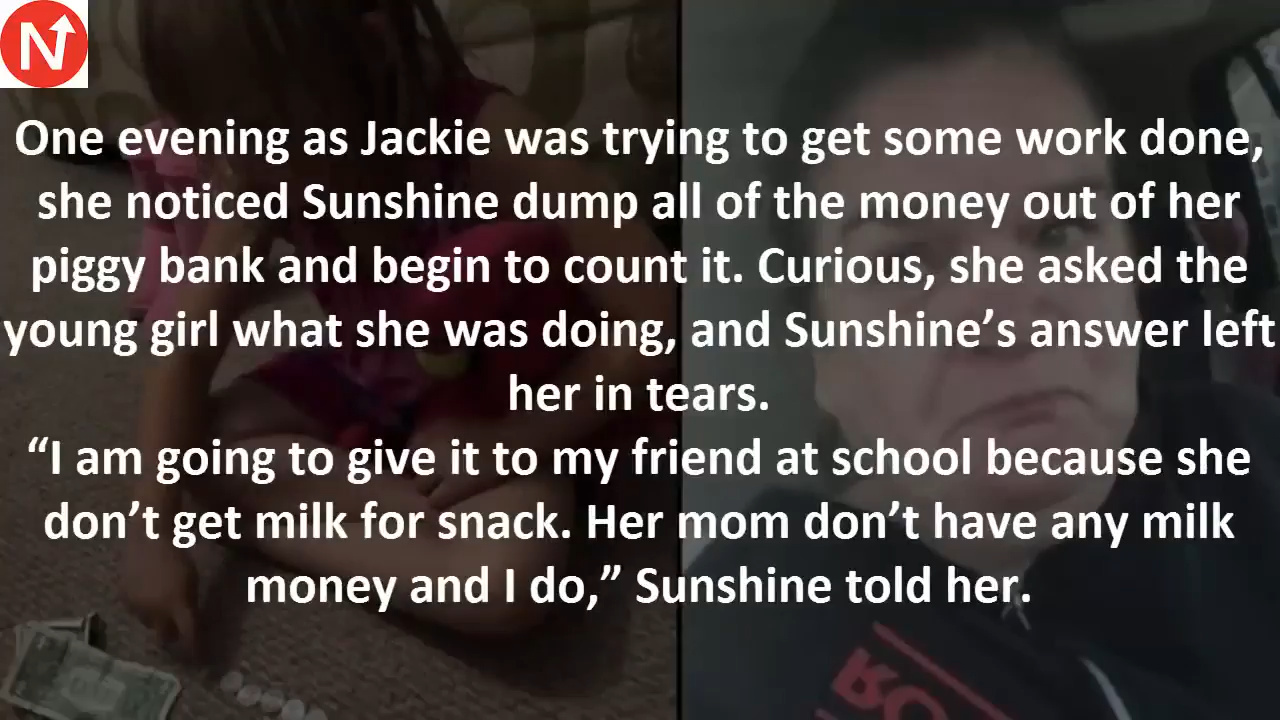 N
One evening as Jackie was trying to get some work done,
she noticed Sunshine dump all of the money out of her
piggy bank and begin to count it. Curious, she asked the
young girl what she was doing, and Sunshine’s answer left
her in tears.
“I am going to give it to my friend at school because she
don’t get milk for snack. Her mom don’t have any milk
money and I do,” Sunshine told her.